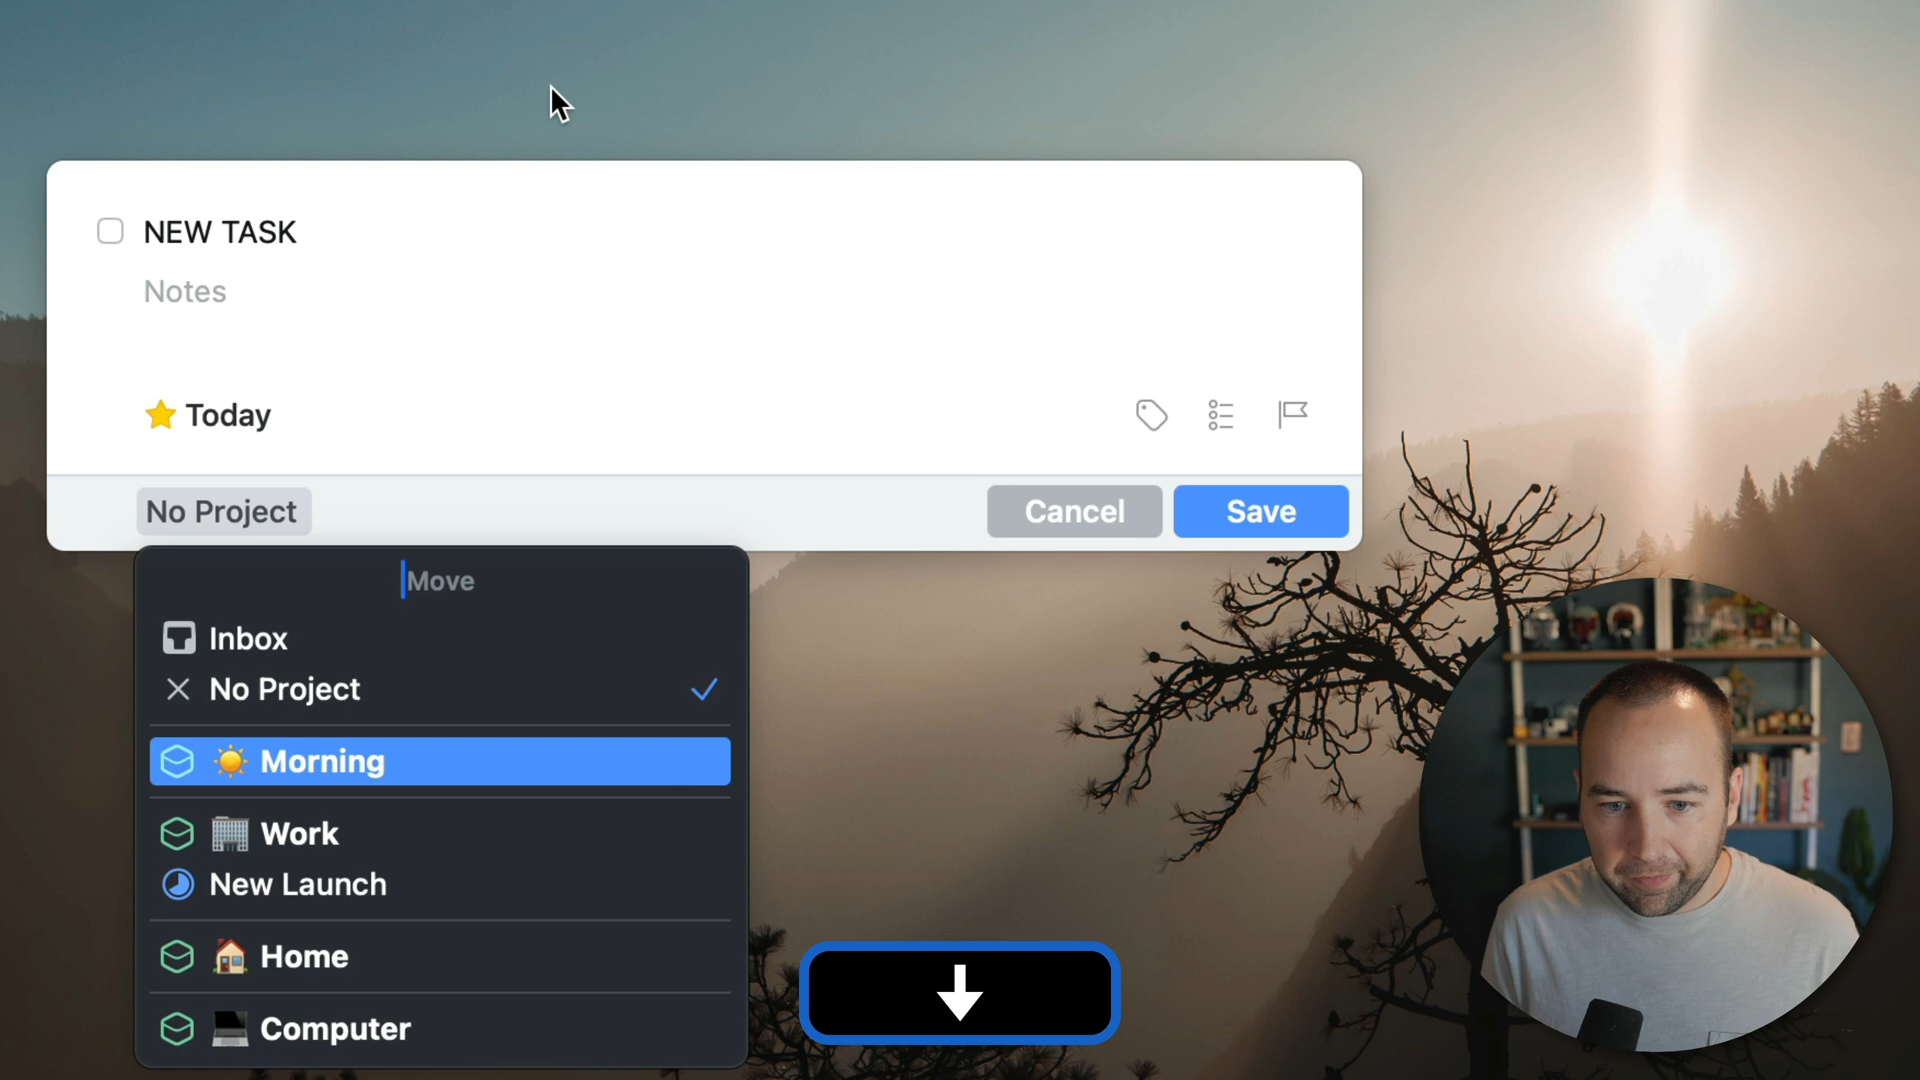 NEW TASK
Notes
Today
No Project
Cancel
Save
Move
Inbox
No Project
Morning
Work
New Launch
Home
Computer